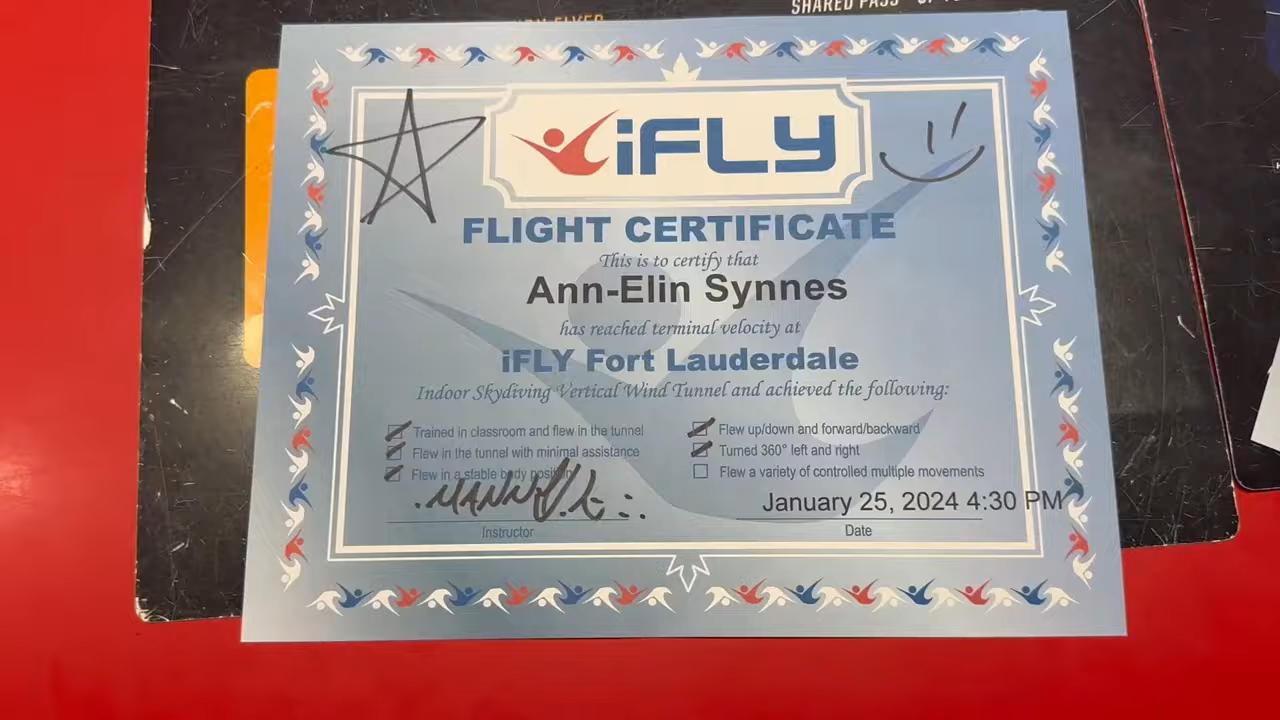 SHARED PASS
FLYER
iFLY
FLIGHT CERTIFICATE
This is to certify that
Ann-Elin Synnes
has reached terminal velocity at
iFLY Fort Lauderdale
Indoor Skydiving Vertical Wind Tunnel and achieved the following:
Trained in classroom and flew in the tunnel
Flew in the tunnel with minimal assistance
Flew in a stable body position
Flew up/down and forward/backward
Turned 360° left and right
Flew a variety of controlled multiple movements
January 25, 2024 4:30 PM
Instructor
Date